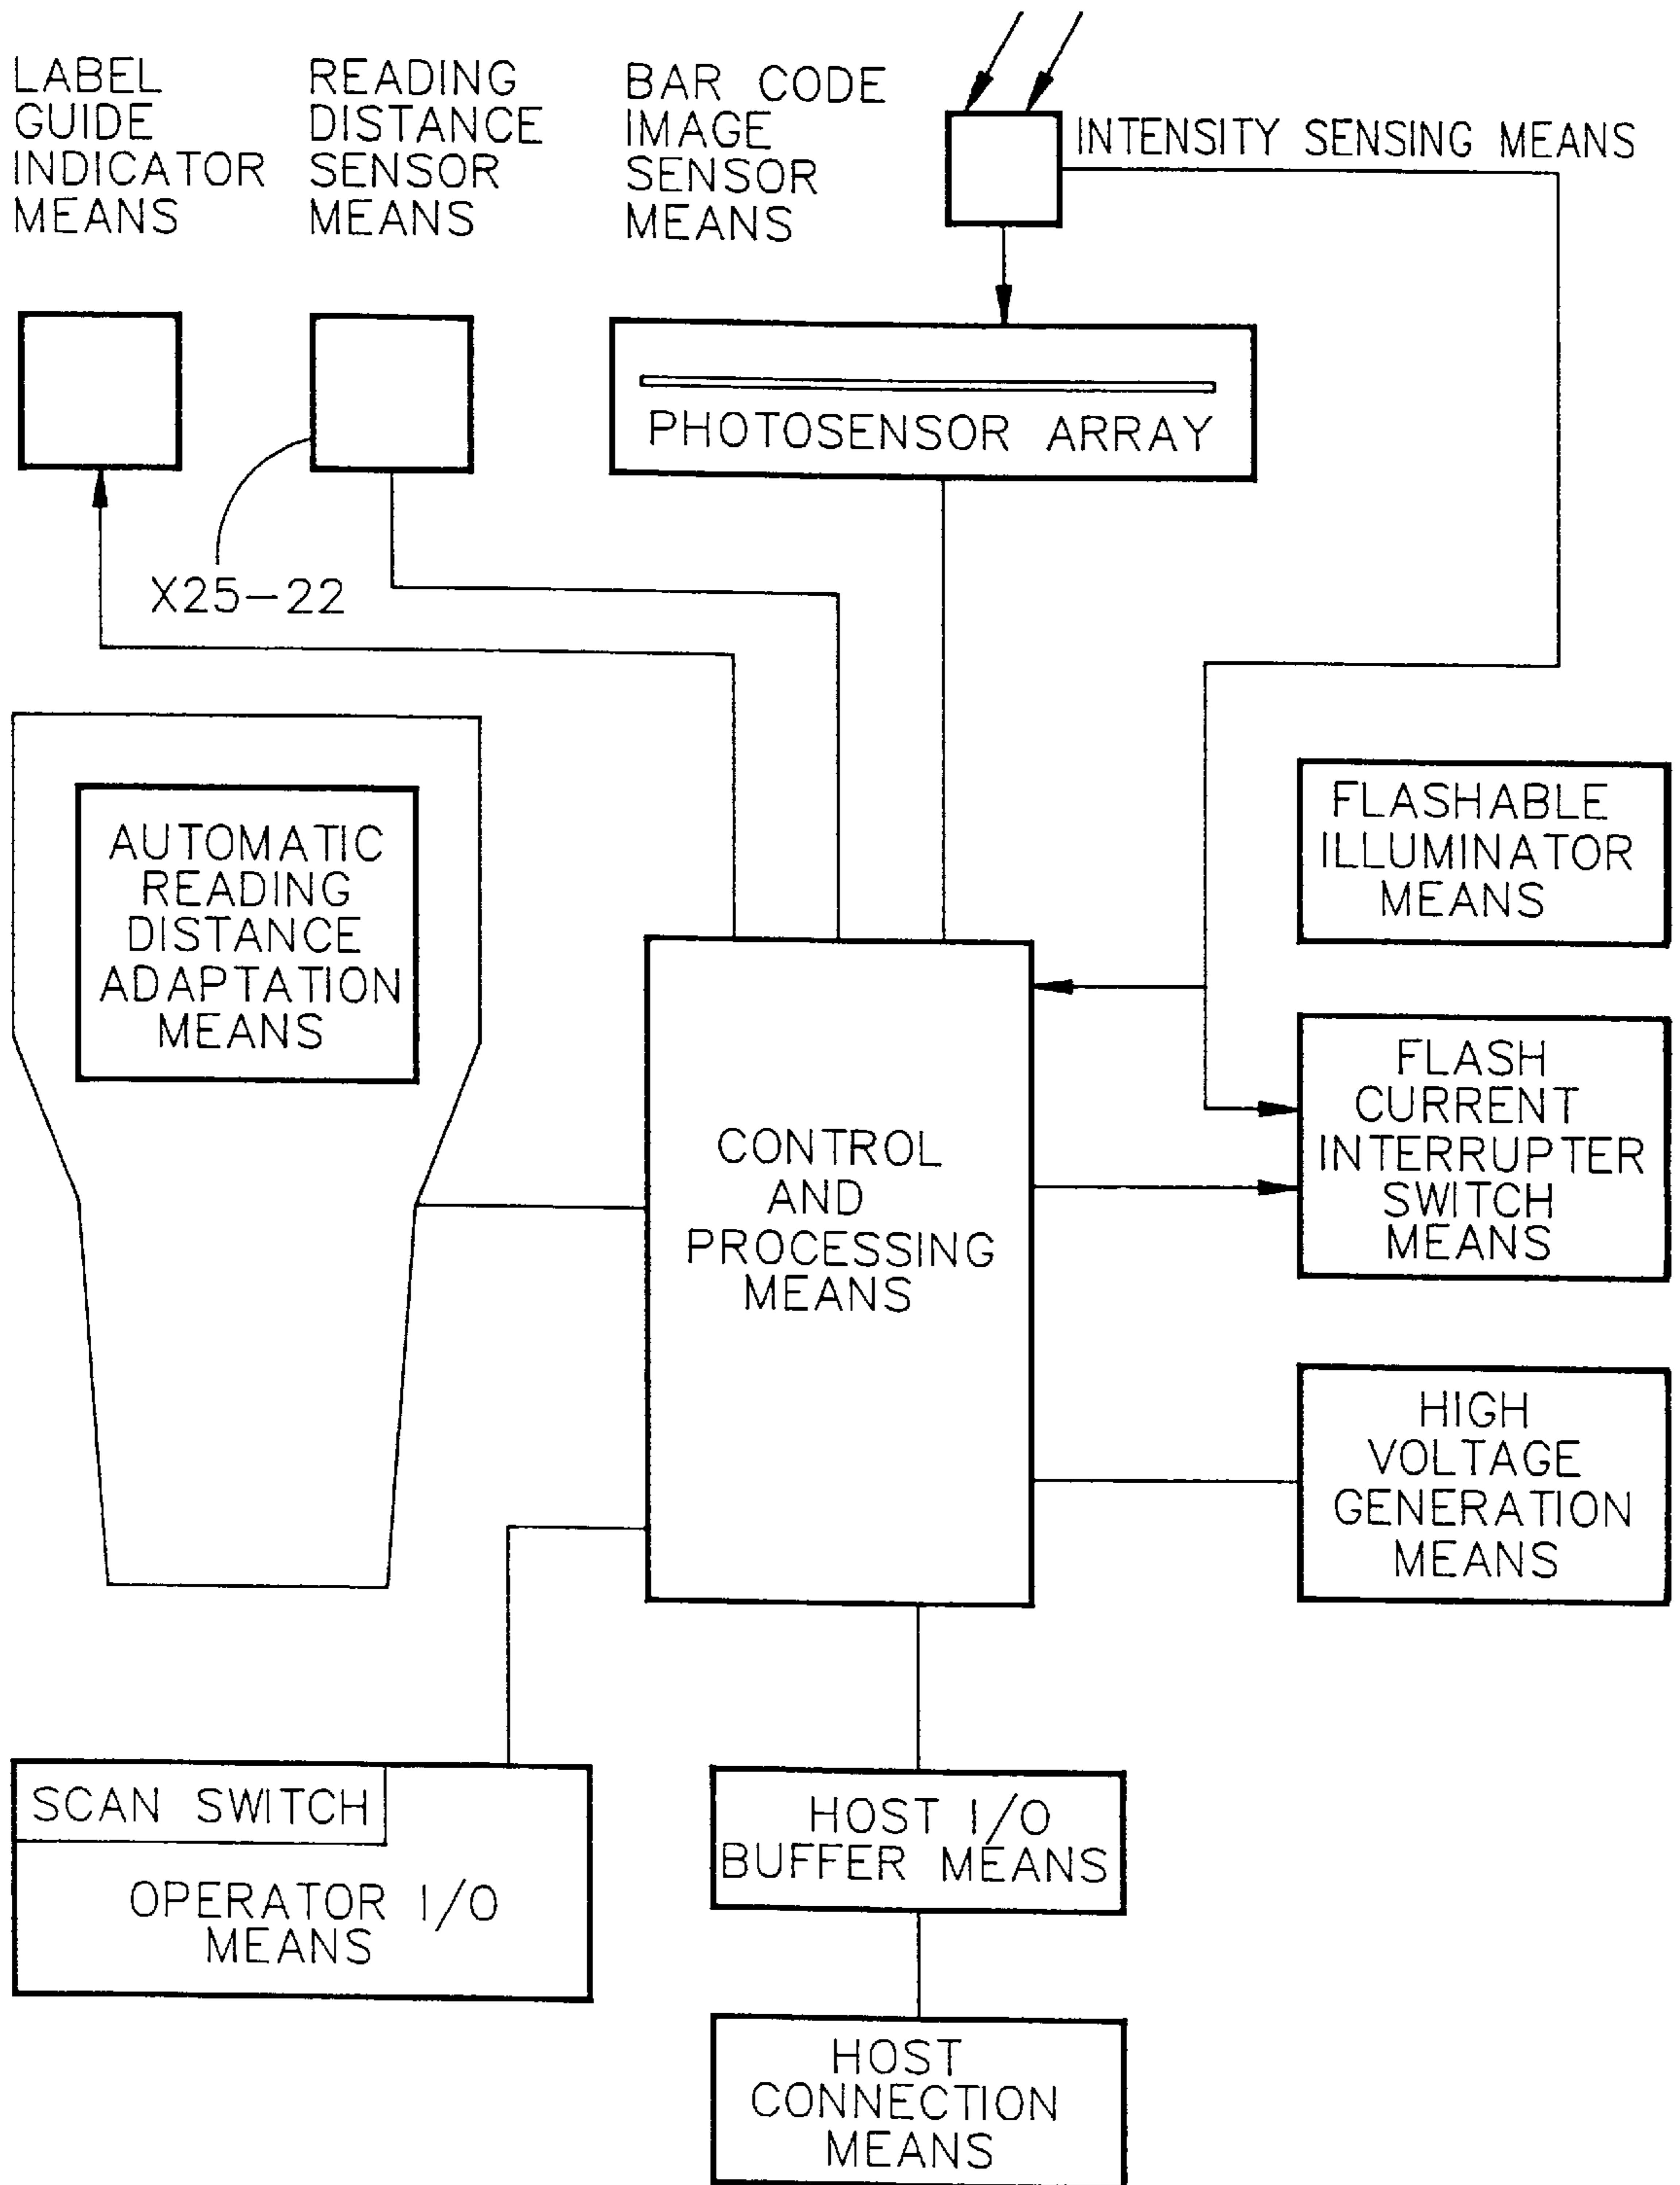 LABEL
GUIDE
INDICATOR
MEANS
READING
DISTANCE
SENSOR
MEANS
BAR CODE
IMAGE
SENSOR
MEANS
INTENSITY SENSING MEANS
PHOTOSENSOR ARRAY
X25-22
AUTOMATIC
READING
DISTANCE
ADAPTATION
MEANS
FLASHABLE
ILLUMINATOR
MEANS
CONTROL
AND
PROCESSING
MEANS
FLASH
CURRENT
INTERRUPTER
SWITCH
MEANS
HIGH
VOLTAGE
GENERATION
MEANS
SCAN SWITCH
OPERATOR I/O
MEANS
HOST I/O
BUFFER MEANS
HOST
CONNECTION
MEANS